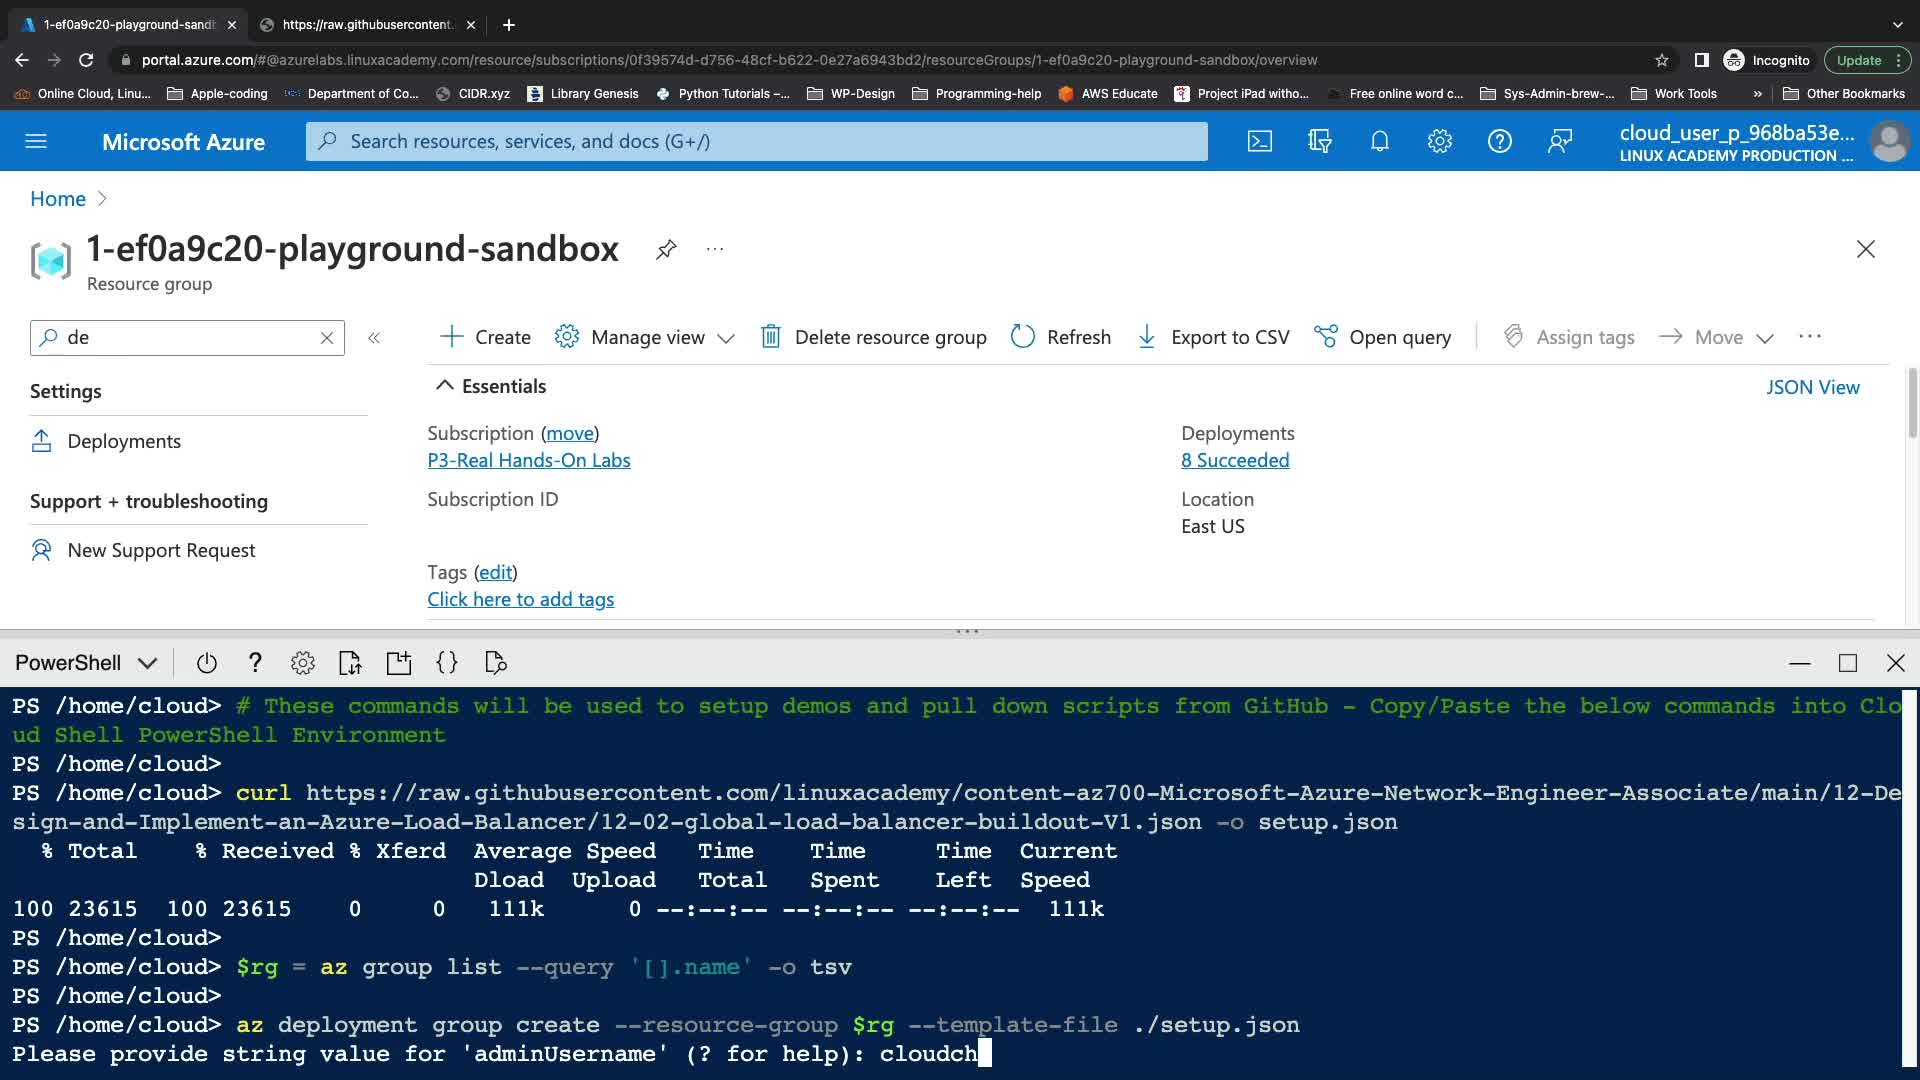 1-ef0a9c20-playground-sandb
https://raw.githubusercontent.
portal.azure.com/#@azurelabs.linuxacademy.com/resource/subscriptions/0f39574d-d756-48cf-b622-0e27a6943bd2/resourceGroups/1-ef0a9c20-playground-sandbox/overview
Incognito
Update
Online Cloud, Linu...
Apple-coding
Department of Co...
CIDR.xyz
Library Genesis
Python Tutorials –...
WP-Design
Programming-help
AWS Educate
Project iPad witho...
Free online word c...
Sys-Admin-brew-...
Work Tools
»
Other Bookmarks
Microsoft Azure
Search resources, services, and docs (G+/)
cloud_user_p_968ba53e...
LINUX ACADEMY PRODUCTION ...
Home >
1-ef0a9c20-playground-sandbox
Resource group
de
Create
Manage view
Delete resource group
Refresh
Export to CSV
Open query
Assign tags
Move
Settings
Deployments
Support + troubleshooting
New Support Request
Essentials
JSON View
Subscription (move)
P3-Real Hands-On Labs
Subscription ID
Deployments
8 Succeeded
Location
East US
Tags (edit)
Click here to add tags
PowerShell
PS /home/cloud> # These commands will be used to setup demos and pull down scripts from GitHub - Copy/Paste the below commands into Clo
ud Shell PowerShell Environment
PS /home/cloud>
PS /home/cloud> curl https://raw.githubusercontent.com/linuxacademy/content-az700-Microsoft-Azure-Network-Engineer-Associate/main/12-De
sign-and-Implement-an-Azure-Load-Balancer/12-02-global-load-balancer-buildout-V1.json -o setup.json
% Total % Received % Xferd Average Speed Time Time Time Current
Dload Upload Total Spent Left Speed
100 23615 100 23615 0 0 111k 0 --:--:-- --:--:-- --:--:-- 111k
PS /home/cloud>
PS /home/cloud> $rg = az group list --query '[].name' -o tsv
PS /home/cloud>
PS /home/cloud> az deployment group create --resource-group $rg --template-file ./setup.json
Please provide string value for 'adminUsername' (? for help): cloudch